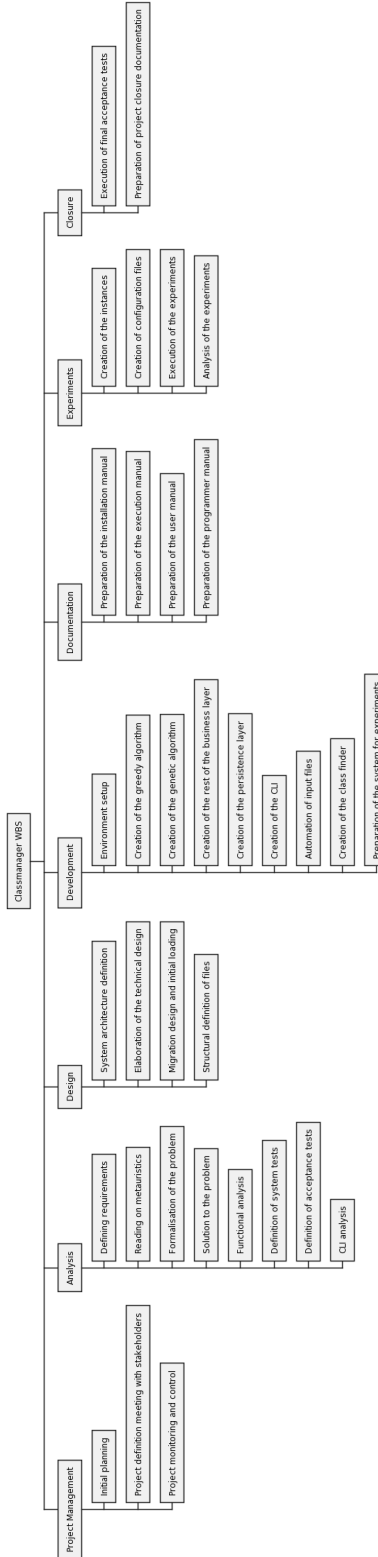 Classmanager WBS
Project Management
Initial planning
Project definition meeting with stakeholders
Project monitoring and control
Analysis
Defining requirements
Reading on metauristics
Formalisation of the problem
Solution to the problem
Functional analysis
Definition of system tests
Definition of acceptance tests
CLI analysis
Design
System architecture definition
Elaboration of the technical design
Migration design and initial loading
Structural definition of files
Development
Environment setup
Creation of the greedy algorithm
Creation of the genetic algorithm
Creation of the rest of the business layer
Creation of the persistence layer
Creation of the CLI
Automation of input files
Creation of the class finder
Preparation of the system for experiments
Documentation
Preparation of the installation manual
Preparation of the execution manual
Preparation of the user manual
Preparation of the programmer manual
Experiments
Creation of the instances
Creation of configuration files
Execution of the experiments
Analysis of the experiments
Closure
Execution of final acceptance tests
Preparation of project closure documentation